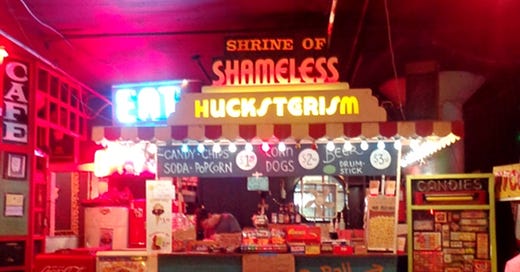 CAFE
EAT
SHRINE OF
SHAMELESS
HUCKSTERISM
CANDY-CHIPS
SODA-POPCORN
$1
CORN
DOGS
$2
BEER
DRUM-
STICK
$3
CANDIES